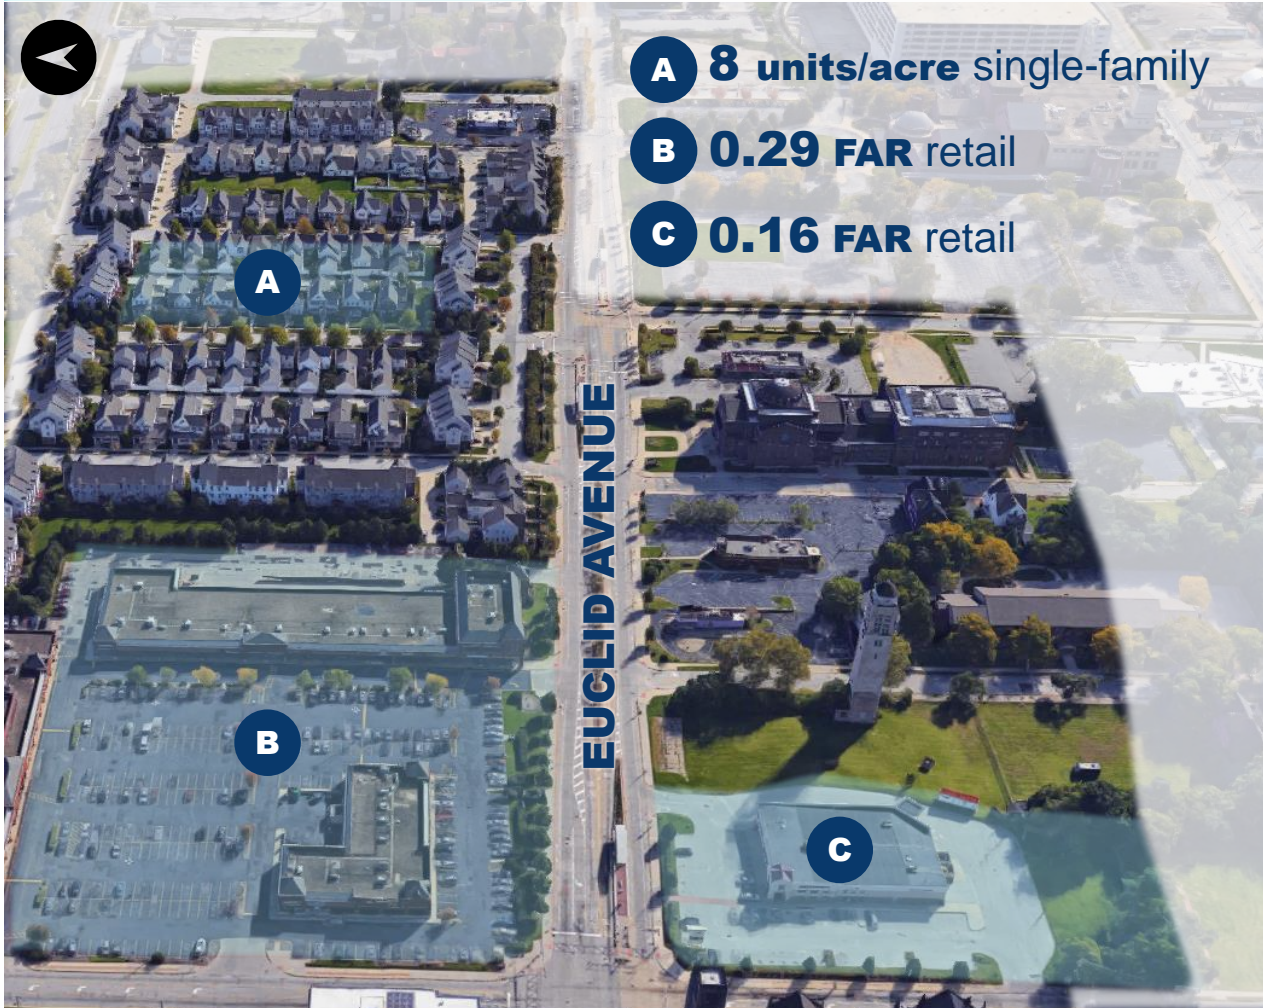 A 8 units/acre single-family
B 0.29 FAR retail
C 0.16 FAR retail
A
EUCLID AVENUE
B
C